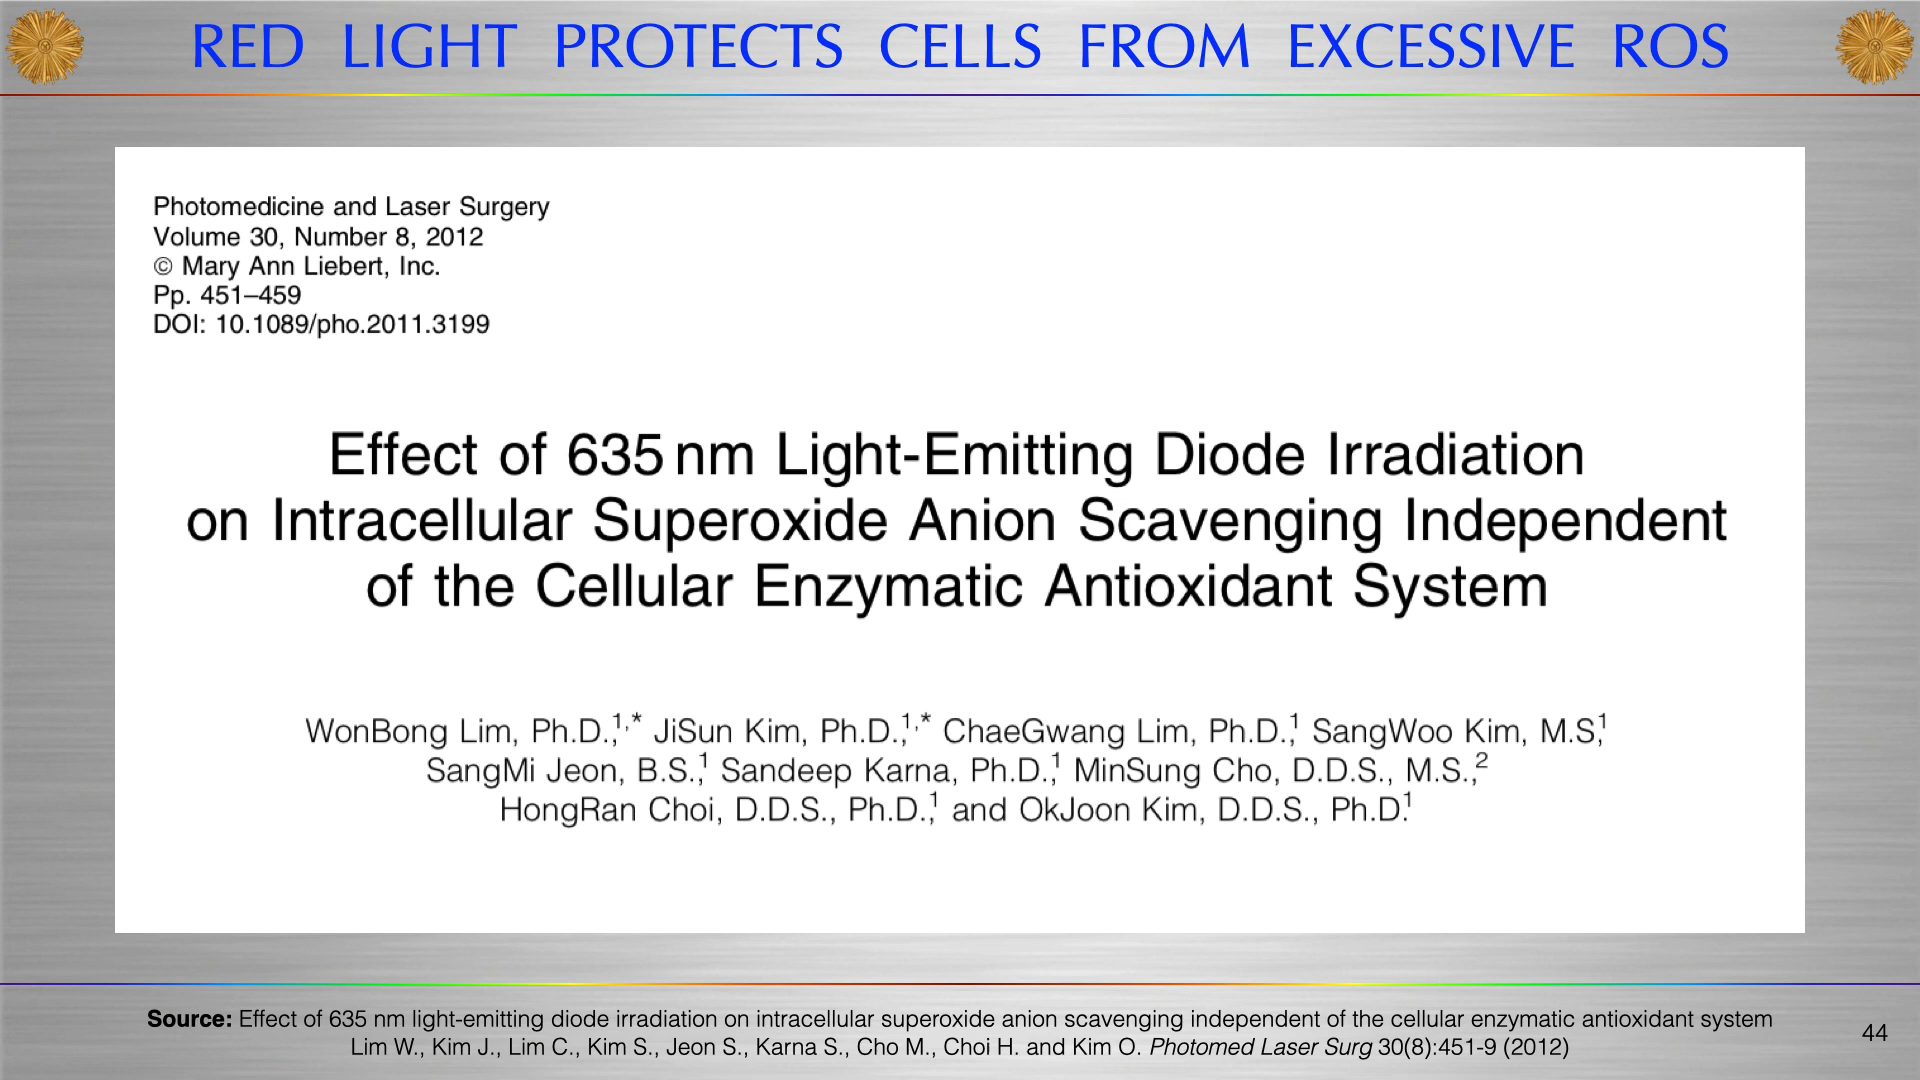 RED LIGHT PROTECTS CELLS FROM EXCESSIVE ROS
Photomedicine and Laser Surgery
Volume 30, Number 8, 2012
© Mary Ann Liebert, Inc.
Pp. 451–459
DOI: 10.1089/pho.2011.3199
Effect of 635 nm Light-Emitting Diode Irradiation
on Intracellular Superoxide Anion Scavenging Independent
of the Cellular Enzymatic Antioxidant System
WonBong Lim, Ph.D.,1,* JiSun Kim, Ph.D.,1,* ChaeGwang Lim, Ph.D.,1 SangWoo Kim, M.S,1
SangMi Jeon, B.S.,1 Sandeep Karna, Ph.D.,1 MinSung Cho, D.D.S., M.S.,2
HongRan Choi, D.D.S., Ph.D.,1 and OkJoon Kim, D.D.S., Ph.D.1
Source: Effect of 635 nm light-emitting diode irradiation on intracellular superoxide anion scavenging independent of the cellular enzymatic antioxidant system
Lim W., Kim J., Lim C., Kim S., Jeon S., Karna S., Cho M., Choi H. and Kim O. Photomed Laser Surg 30(8):451-9 (2012)
44